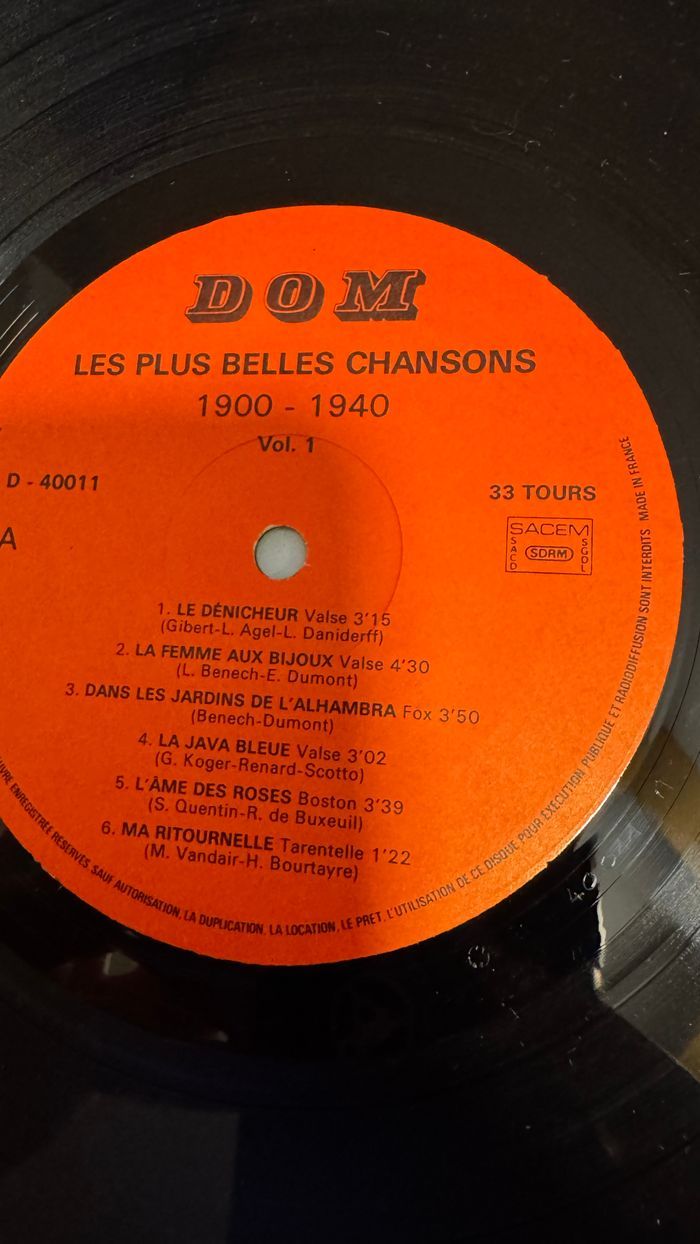 DOM
LES PLUS BELLES CHANSONS
1900 - 1940
Vol. 1
D - 40011
33 TOURS
A
SACEM
SACD
SDRM
SGDL
1. LE DÉNICHEUR Valse 3'15
(Gibert-L. Agel-L. Daniderff)
2. LA FEMME AUX BIJOUX Valse 4'30
(L. Benech-E. Dumont)
3. DANS LES JARDINS DE L'ALHAMBRA Fox 3'50
(Benech-Dumont)
4. LA JAVA BLEUE Valse 3'02
(G. Koger-Renard-Scotto)
5. L'ÂME DES ROSES Boston 3'39
(S. Quentin-R. de Buxeuil)
6. MA RITOURNELLE Tarentelle 1'22
(M. Vandair-H. Bourtayre)
ENREGISTREE RESERVES SAUF AUTORISATION, LA DUPLICATION, LA LOCATION, LE PRET, L'UTILISATION DE CE DISQUE POUR EXECUTION PUBLIQUE ET RADIODIFFUSION SONT INTERDITS MADE IN FRANCE